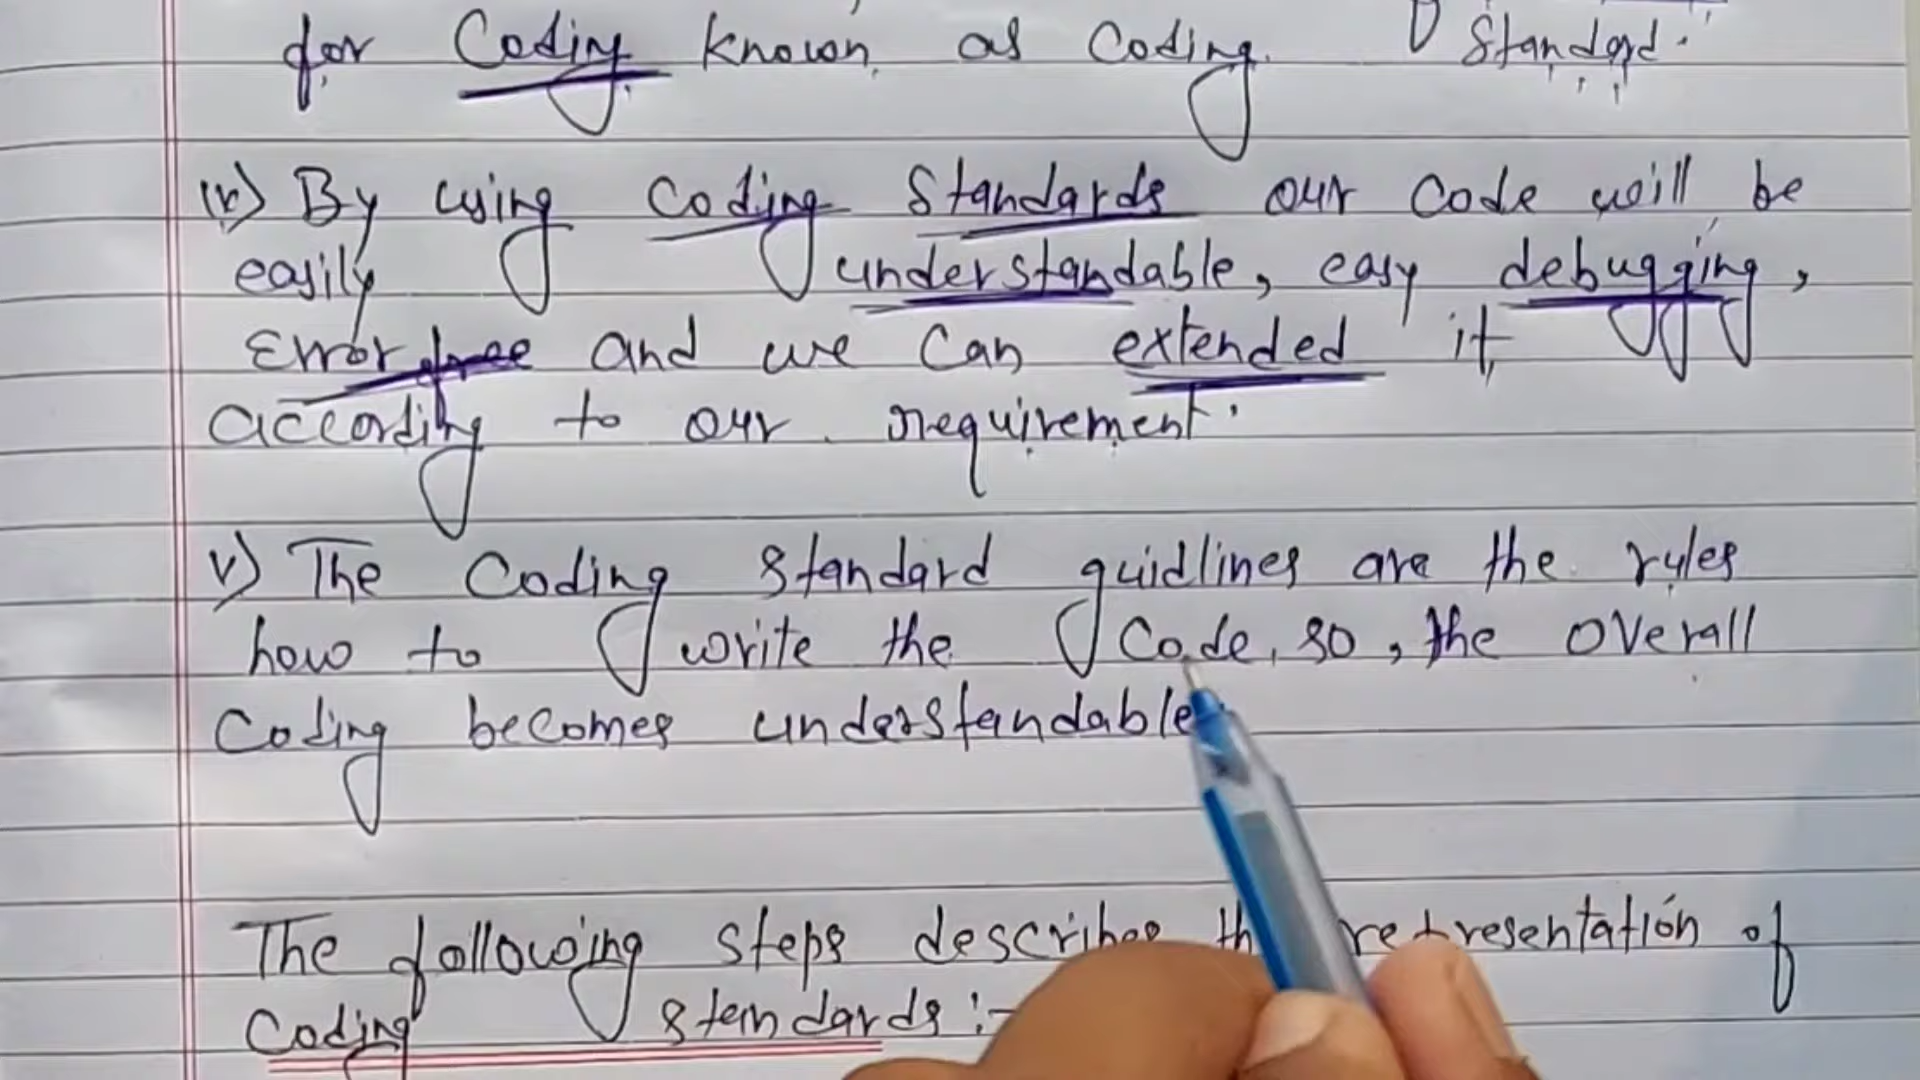 for Coding known as Coding Standard.
iv) By using Coding Standards our code will be
easily understandable, easy debugging,
Error free and we can extended it
according to our requirement.
v) The Coding standard guidlines are the rules
how to write the Code, so, the overall
Coding becomes understandable
The following steps describes the representation of
Coding standards :-